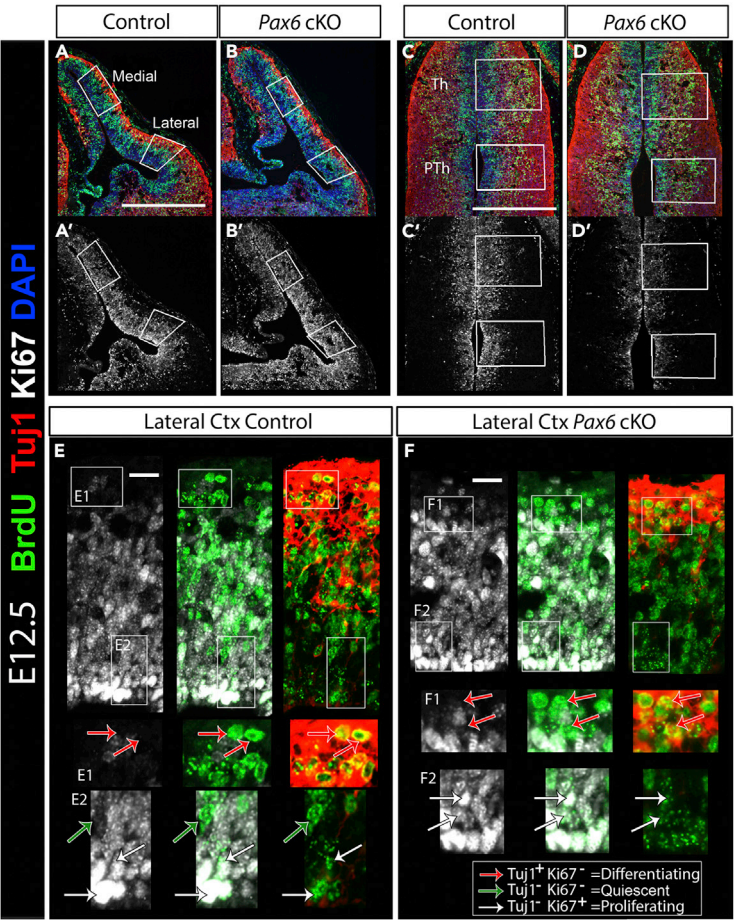 Control
Pax6 cKO
Control
Pax6 cKO
E12.5 BrdU Tuj1 Ki67 DAPI
A
Medial
Lateral
B
C
Th
PTh
D
A′
B′
C′
D′
Lateral Ctx Control
Lateral Ctx Pax6 cKO
E
E1
E2
F
F1
F2
E1
F1
E2
F2
Tuj1+ Ki67- =Differentiating
Tuj1- Ki67- =Quiescent
Tuj1- Ki67+ =Proliferating